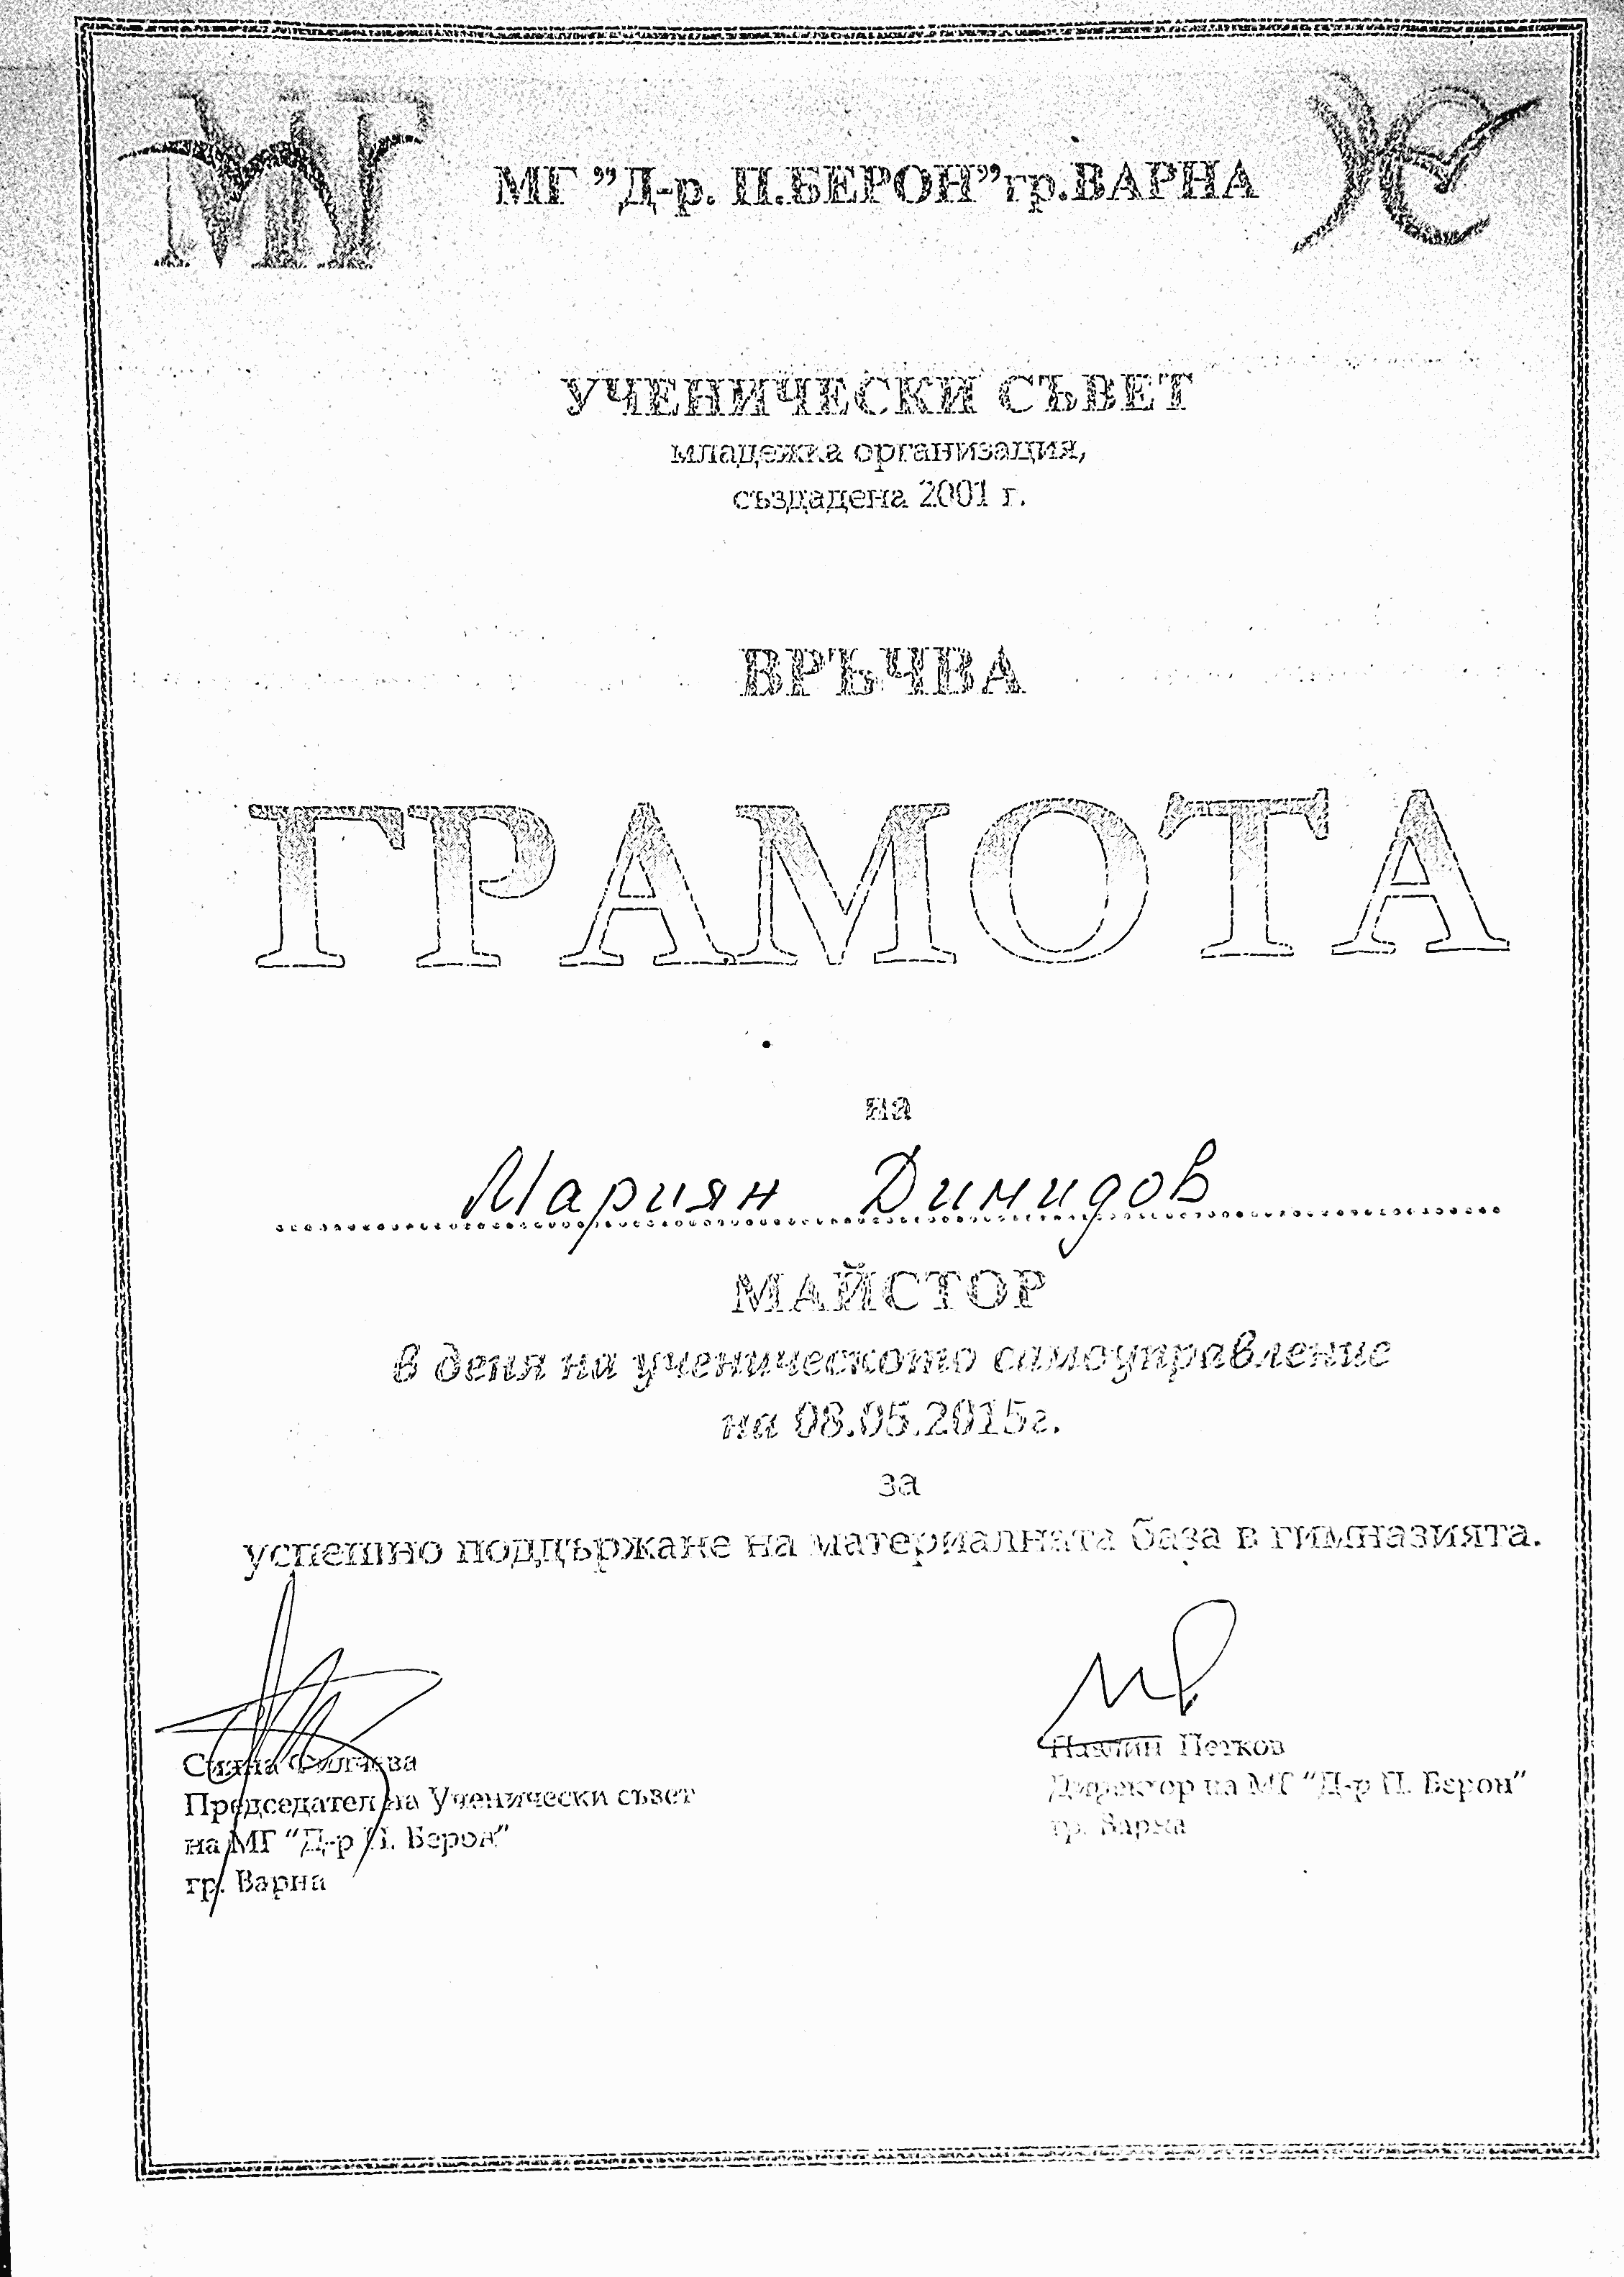 МГ
УС
МГ ”Д-р. П.БЕРОН”гр.ВАРНА
УЧЕНИЧЕСКИ СЪВЕТ
младежка организация,
създадена 2001 г.
ВРЪЧВА
ГРАМОТА
на
Мариян Димидов
МАЙСТОР
в деня на ученическото самоуправление
на 08.05.2015г.
за
успешно поддържане на материалната база в гимназията.
Сияна
Председател на Ученически съвет
на МГ “Д-р П. Берон”
гр. Варна
Павлин Петков
Директор на МГ “Д-р П. Берон”
гр. Варна